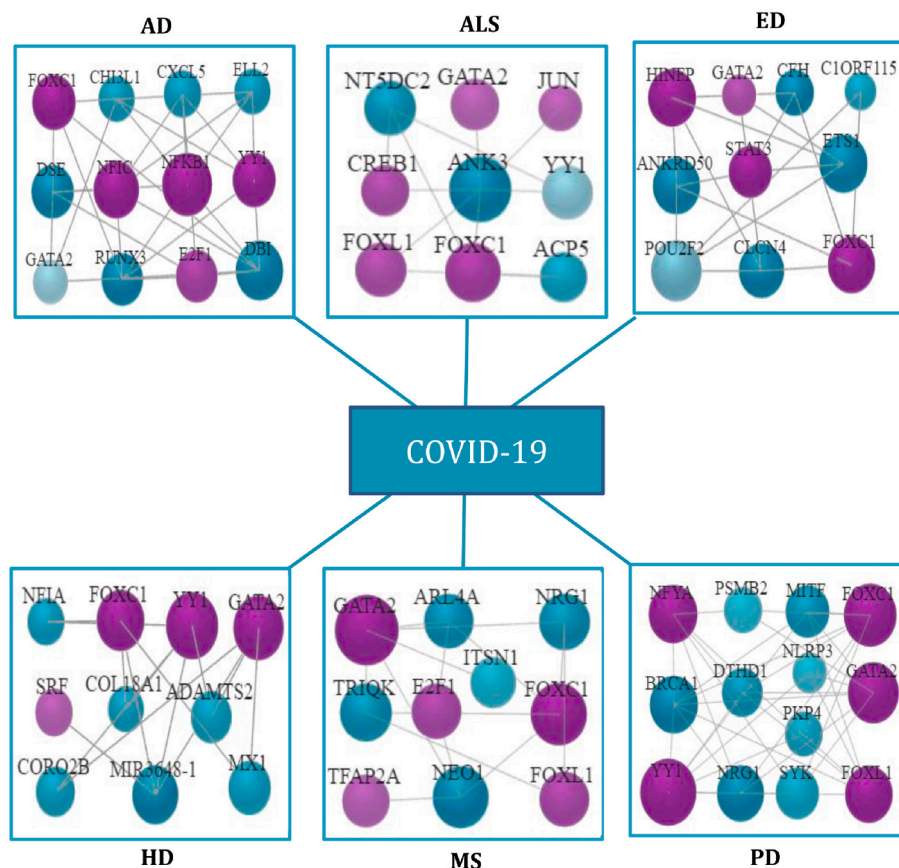 AD
ALS
ED
FOXC1 CHI3L1 CXCL5 ELL2
DSE NFIC NFKB1 YY1
GATA2 RUNX3 E2F1 DBI
NT5DC2 GATA2 JUN
CREB1 ANK3 YY1
FOXL1 FOXC1 ACP5
HINFP GATA2 CFH C1ORF115
ANKRD50 STAT3 ETS1
POU2F2 CLCN4 FOXC1
COVID-19
NFIA FOXC1 YY1 GATA2
SRF COL18A1 ADAMTS2
CORO2B MIR3648-1 MX1
GATA2 ARL4A NRG1
ITSN1
TRIQK E2F1 FOXC1
TFAP2A NEO1 FOXL1
NFYA PSMB2 MITF FOXC1
NLRP3
BRCA1 DTHD1 GATA2
PKP4
YY1 NRG1 SYK FOXL1
HD
MS
PD